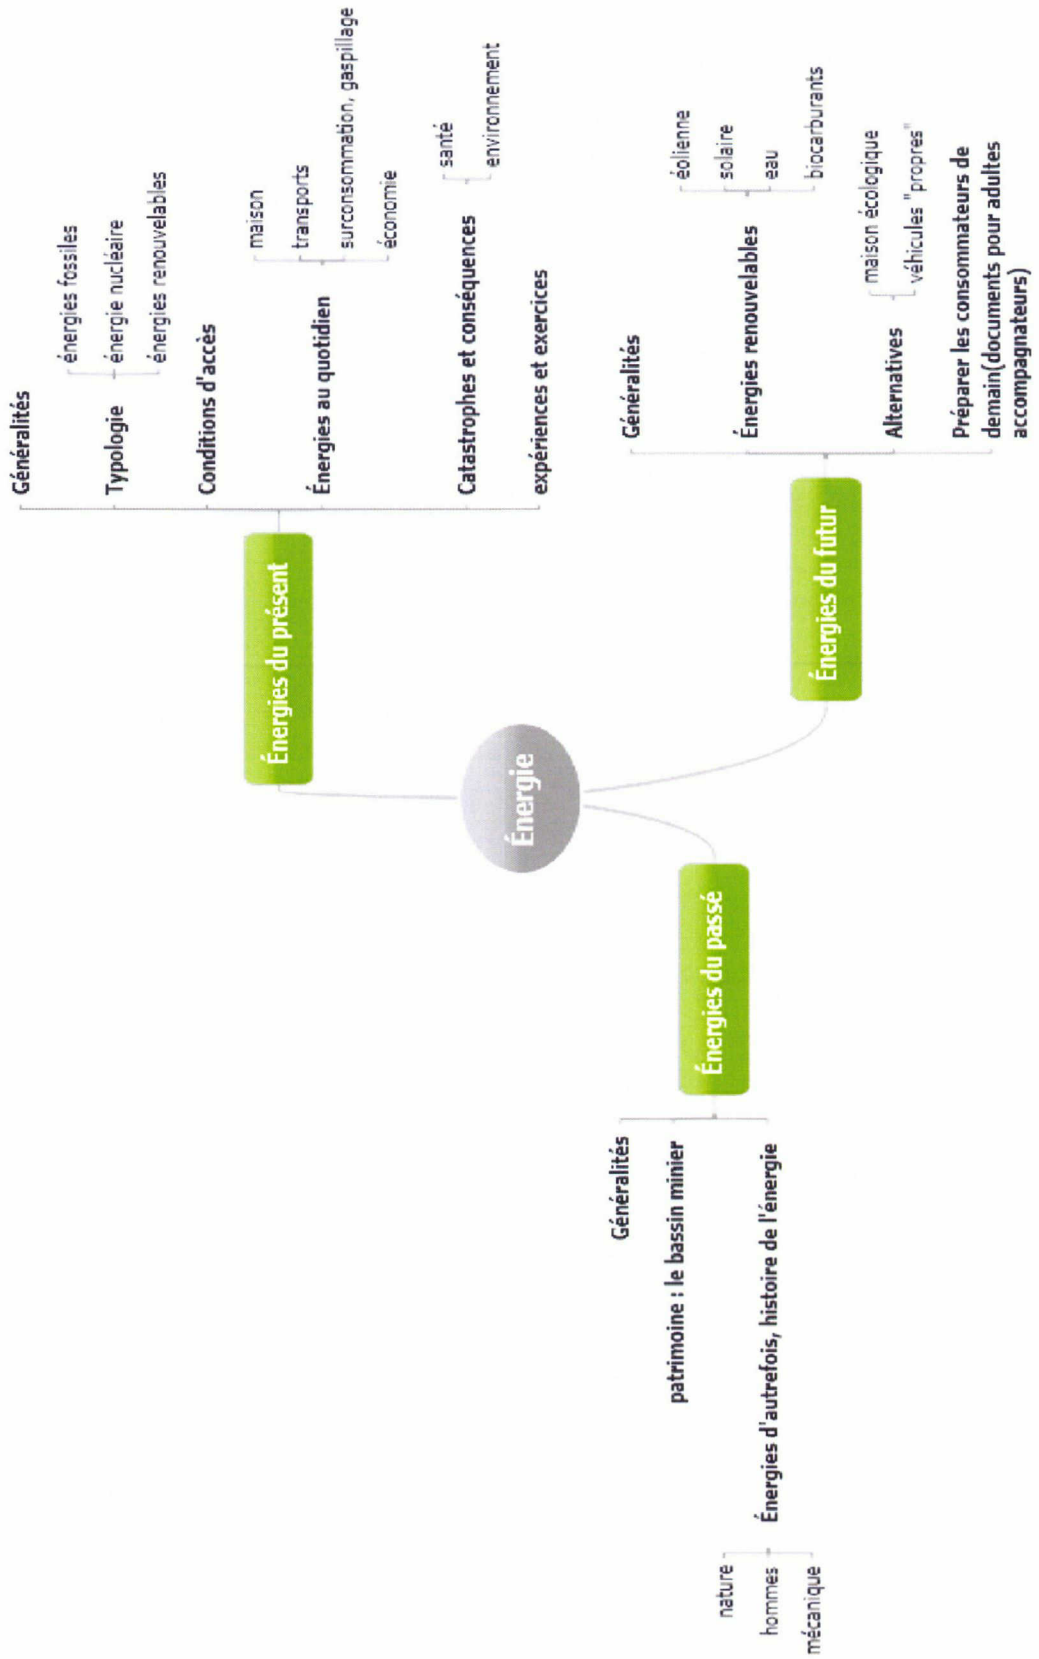 Énergie
Énergies du présent
Généralités
Typologie
énergies fossiles
énergie nucléaire
énergies renouvelables
Conditions d'accès
Énergies au quotidien
maison
transports
surconsommation, gaspillage
économie
Catastrophes et conséquences
santé
environnement
expériences et exercices
Énergies du futur
Généralités
Énergies renouvelables
éolienne
solaire
eau
biocarburants
Alternatives
maison écologique
véhicules "propres"
Préparer les consommateurs de
demain(documents pour adultes
accompagnateurs)
Énergies du passé
Généralités
patrimoine : le bassin minier
Énergies d'autrefois, histoire de l'énergie
nature
hommes
mécanique